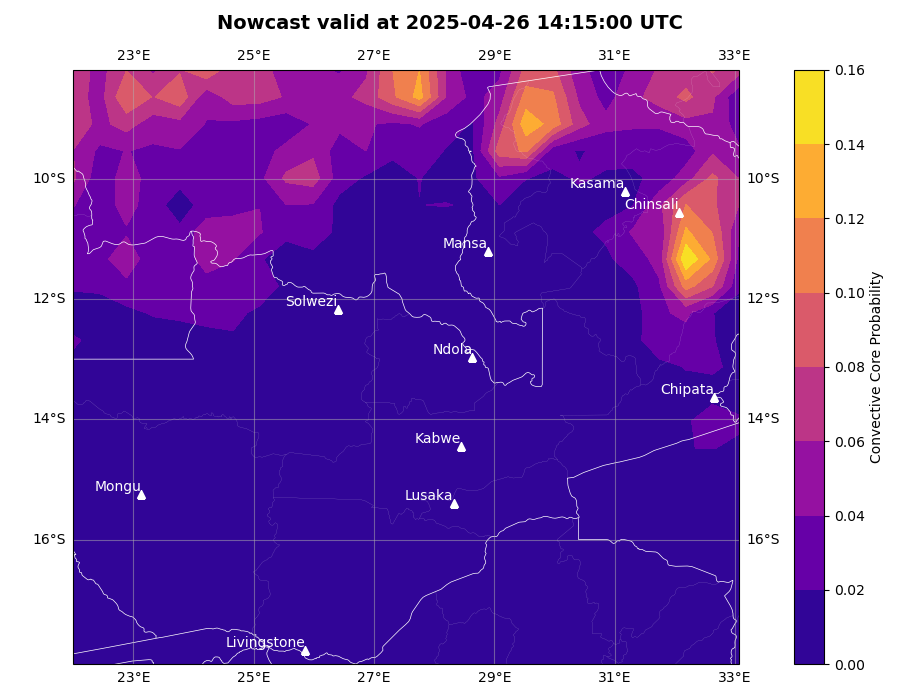 Nowcast valid at 2025-04-26 14:15:00 UTC
23°E 25°E 27°E 29°E 31°E 33°E
0.16
0.14
10°S Kasama 10°S
Chinsali
0.12
Mansa
12°S 12°S
0.10
Solwezi
Ndola
0.08
Chipata
14°S 14°S
Kabwe
0.06
Mongu
Lusaka
0.04
16°S 16°S
0.02
Livingstone
0.00
23°E 25°E 27°E 29°E 31°E 33°E
Convective Core Probability